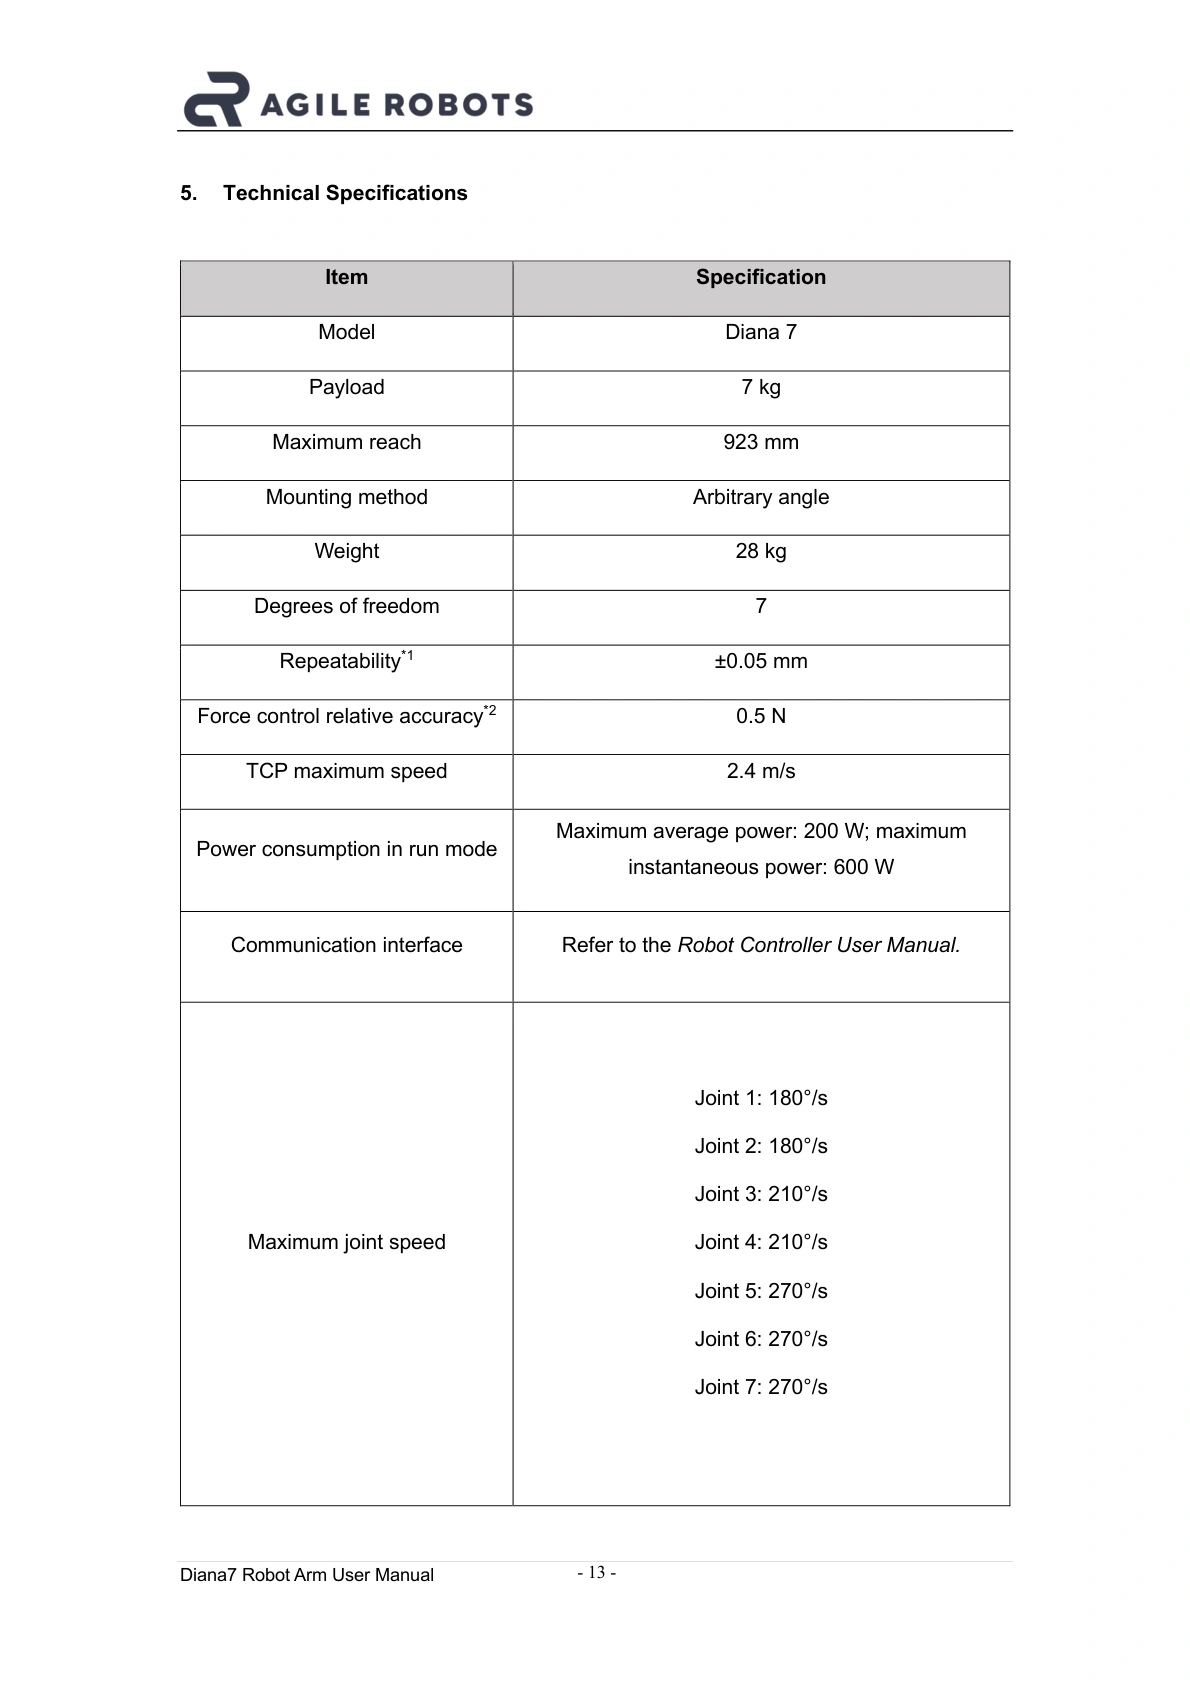 AGILE ROBOTS
5. Technical Specifications
Item Specification
Model Diana 7
Payload 7 kg
Maximum reach 923 mm
Mounting method Arbitrary angle
Weight 28 kg
Degrees of freedom 7
Repeatability*1 ±0.05 mm
Force control relative accuracy*2 0.5 N
TCP maximum speed 2.4 m/s
Power consumption in run mode Maximum average power: 200 W; maximum
instantaneous power: 600 W
Communication interface Refer to the Robot Controller User Manual.
Maximum joint speed
Joint 1: 180°/s
Joint 2: 180°/s
Joint 3: 210°/s
Joint 4: 210°/s
Joint 5: 270°/s
Joint 6: 270°/s
Joint 7: 270°/s
Diana7 Robot Arm User Manual - 13 -